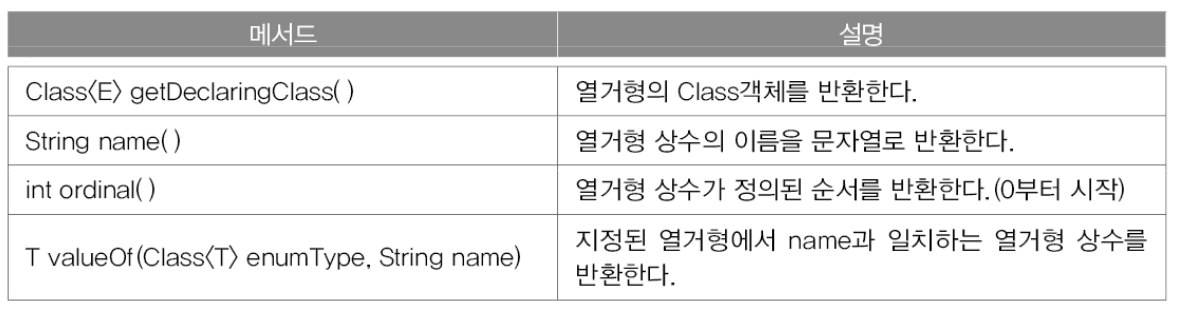 메서드 설명
Class〈E〉 getDeclaringClass( ) 열거형의 Class객체를 반환한다.
String name( ) 열거형 상수의 이름을 문자열로 반환한다.
int ordinal( ) 열거형 상수가 정의된 순서를 반환한다.(0부터 시작)
T valueOf(Class〈T〉 enumType, String name) 지정된 열거형에서 name과 일치하는 열거형 상수를
반환한다.